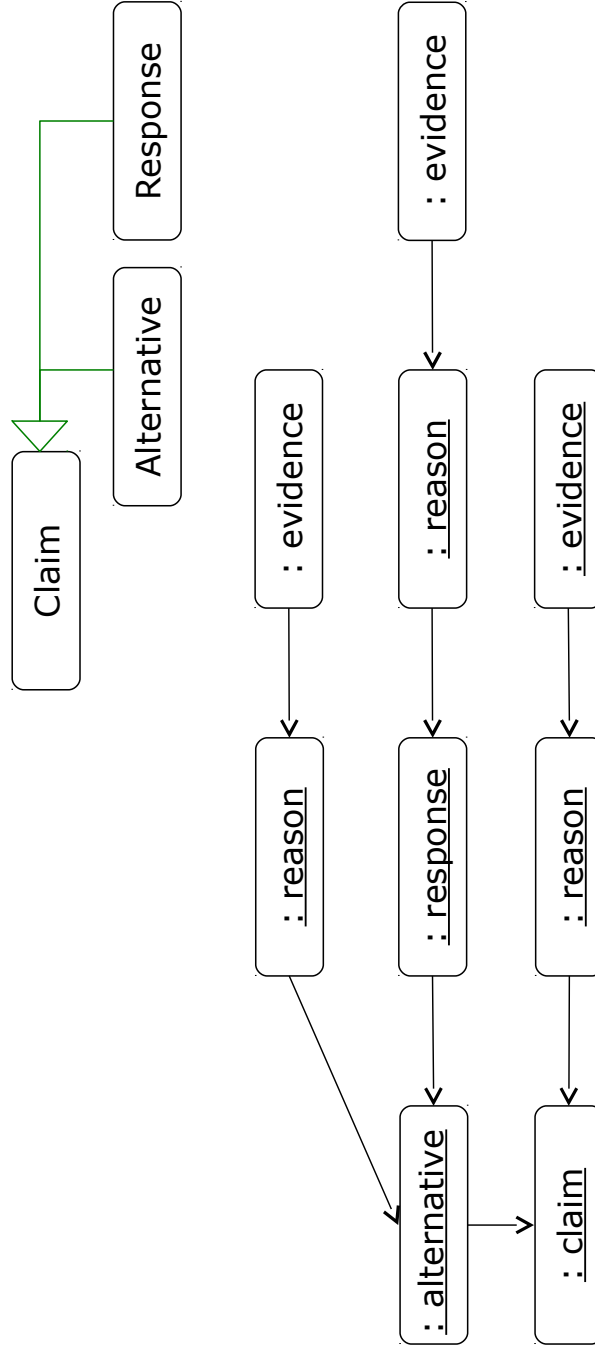 Claim
Alternative
Response
: reason
: evidence
: alternative
: response
: reason
: evidence
: claim
: reason
: evidence